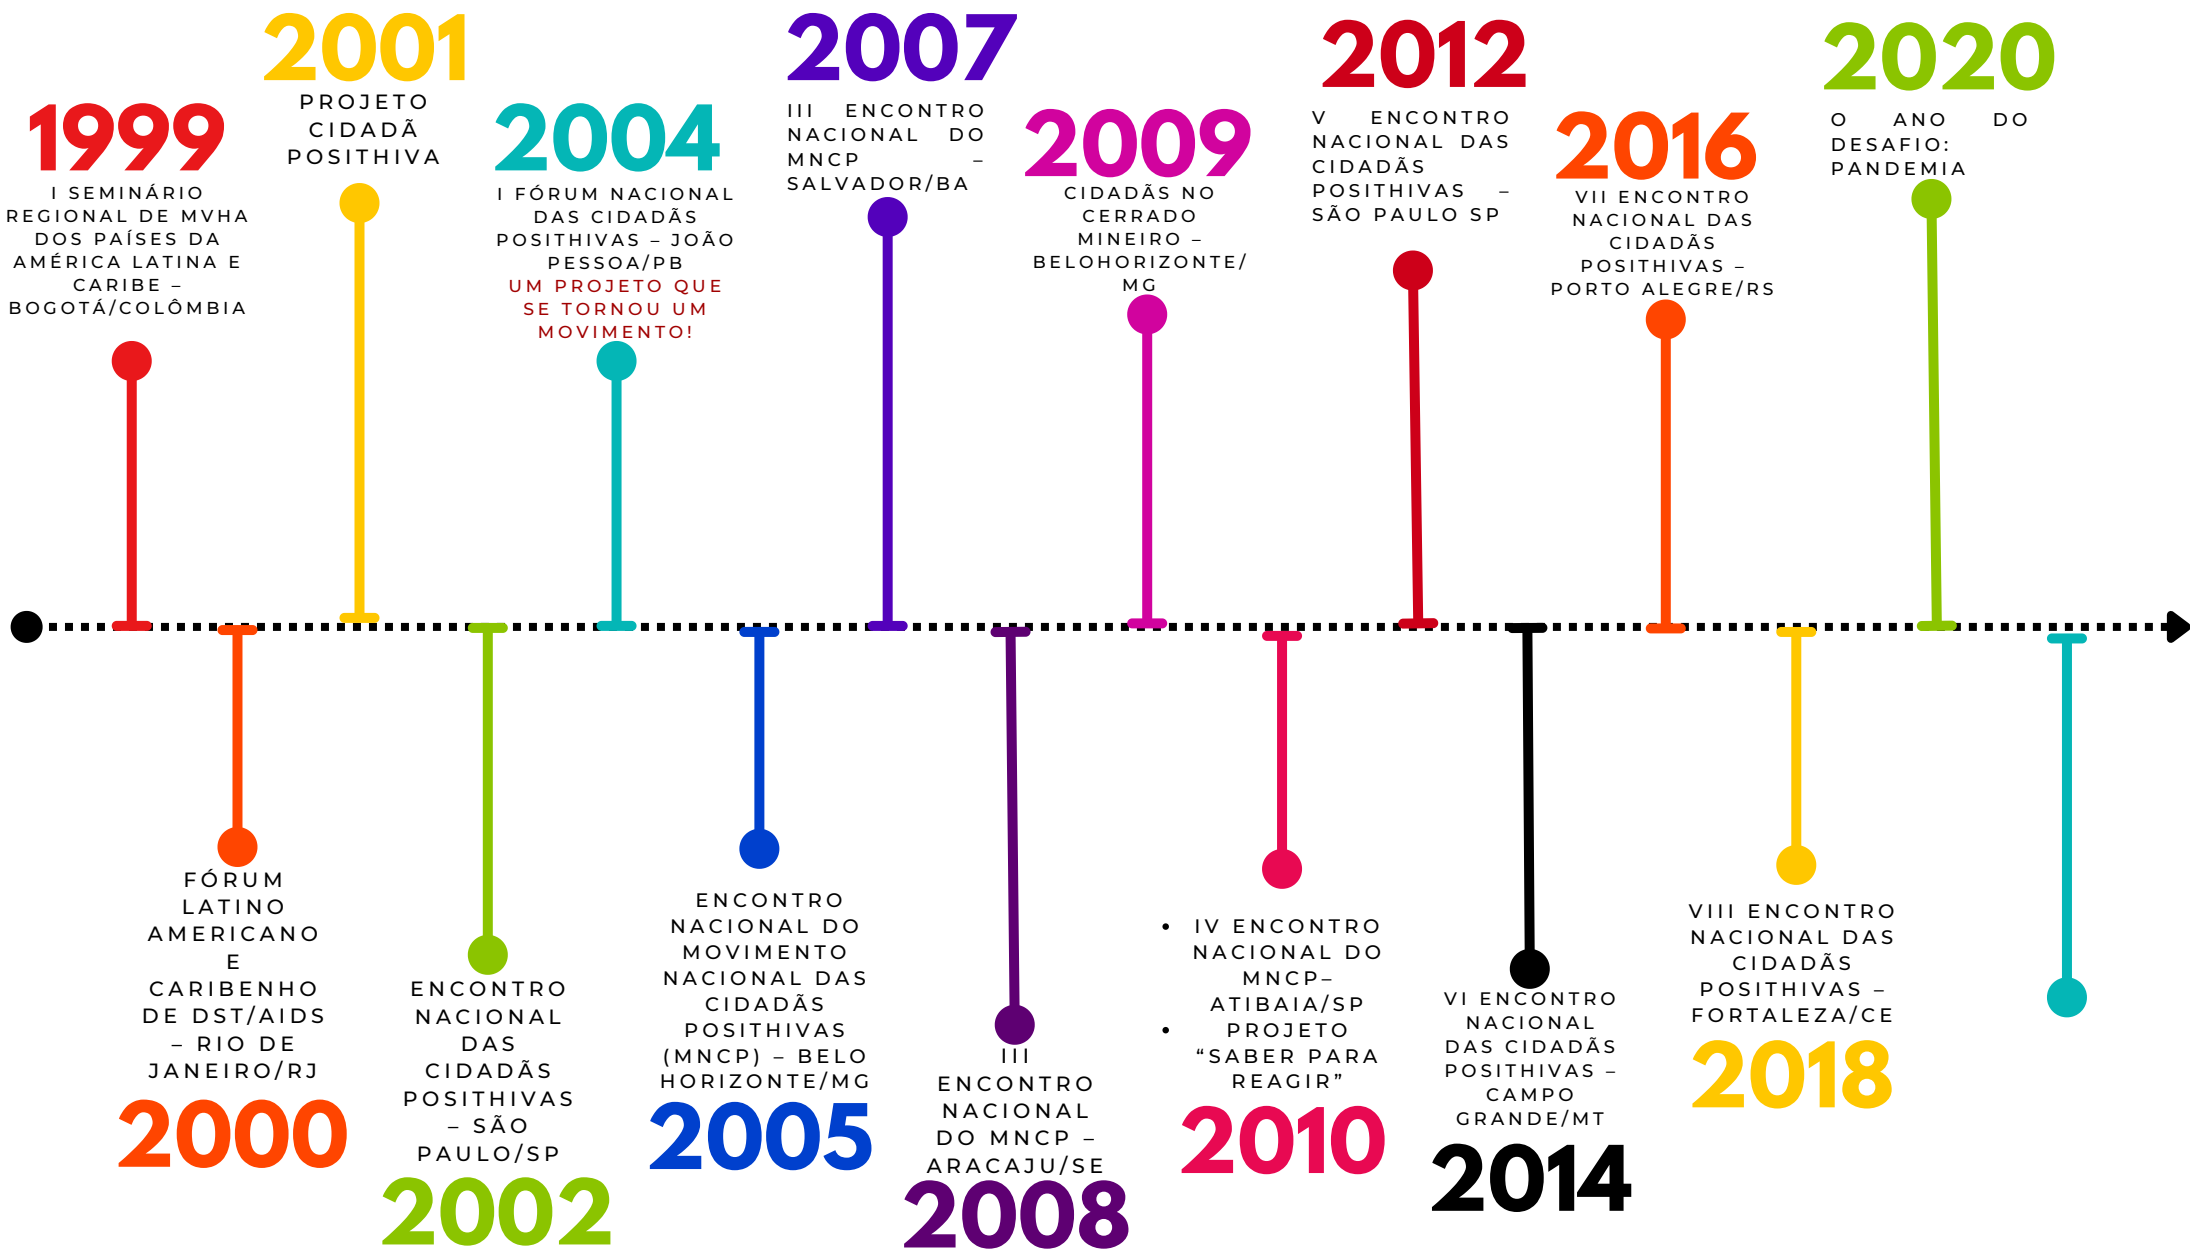 1999
I SEMINÁRIO
REGIONAL DE MVHA
DOS PAÍSES DA
AMÉRICA LATINA E
CARIBE –
BOGOTÁ/COLÔMBIA
2001
PROJETO
CIDADÃ
POSITHIVA
2004
I FÓRUM NACIONAL
DAS CIDADÃS
POSITHIVAS – JOÃO
PESSOA/PB
UM PROJETO QUE
SE TORNOU UM
MOVIMENTO!
2007
III ENCONTRO
NACIONAL DO
MNCP –
SALVADOR/BA
2009
CIDADÃS NO
CERRADO
MINEIRO –
BELOHORIZONTE/
MG
2012
V ENCONTRO
NACIONAL DAS
CIDADÃS
POSITHIVAS –
SÃO PAULO SP
2016
VII ENCONTRO
NACIONAL DAS
CIDADÃS
POSITHIVAS –
PORTO ALEGRE/RS
2020
O ANO DO
DESAFIO:
PANDEMIA
FÓRUM
LATINO
AMERICANO
E
CARIBENHO
DE DST/AIDS
– RIO DE
JANEIRO/RJ
2000
ENCONTRO
NACIONAL
DAS
CIDADÃS
POSITHIVAS
– SÃO
PAULO/SP
2002
ENCONTRO
NACIONAL DO
MOVIMENTO
NACIONAL DAS
CIDADÃS
POSITHIVAS
(MNCP) – BELO
HORIZONTE/MG
2005
III
ENCONTRO
NACIONAL
DO MNCP –
ARACAJU/SE
2008
• IV ENCONTRO
NACIONAL DO
MNCP–
ATIBAIA/SP
• PROJETO
“SABER PARA
REAGIR”
2010
VI ENCONTRO
NACIONAL
DAS CIDADÃS
POSITHIVAS –
CAMPO
GRANDE/MT
2014
VIII ENCONTRO
NACIONAL DAS
CIDADÃS
POSITHIVAS –
FORTALEZA/CE
2018